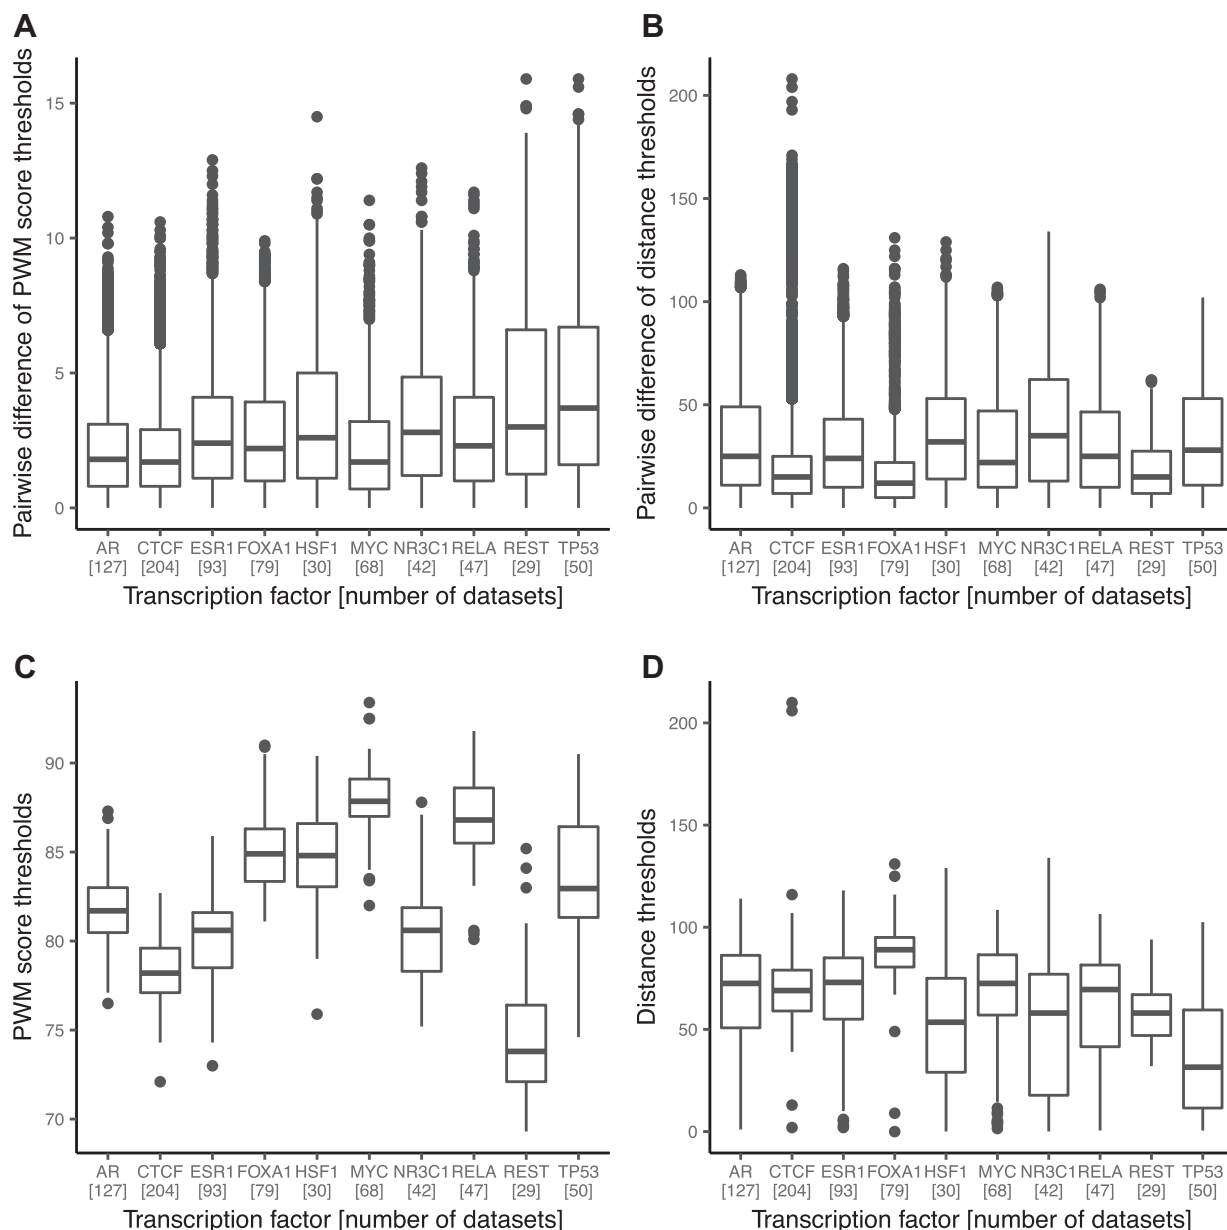 A
Pairwise difference of PWM score thresholds
15
10
5
0
AR CTCF ESR1 FOXA1 HSF1 MYC NR3C1 RELA REST TP53
[127] [204] [93] [79] [30] [68] [42] [47] [29] [50]
Transcription factor [number of datasets]
B
Pairwise difference of distance thresholds
200
150
100
50
0
AR CTCF ESR1 FOXA1 HSF1 MYC NR3C1 RELA REST TP53
[127] [204] [93] [79] [30] [68] [42] [47] [29] [50]
Transcription factor [number of datasets]
C
PWM score thresholds
90
85
80
75
70
AR CTCF ESR1 FOXA1 HSF1 MYC NR3C1 RELA REST TP53
[127] [204] [93] [79] [30] [68] [42] [47] [29] [50]
Transcription factor [number of datasets]
D
Distance thresholds
200
150
100
50
0
AR CTCF ESR1 FOXA1 HSF1 MYC NR3C1 RELA REST TP53
[127] [204] [93] [79] [30] [68] [42] [47] [29] [50]
Transcription factor [number of datasets]